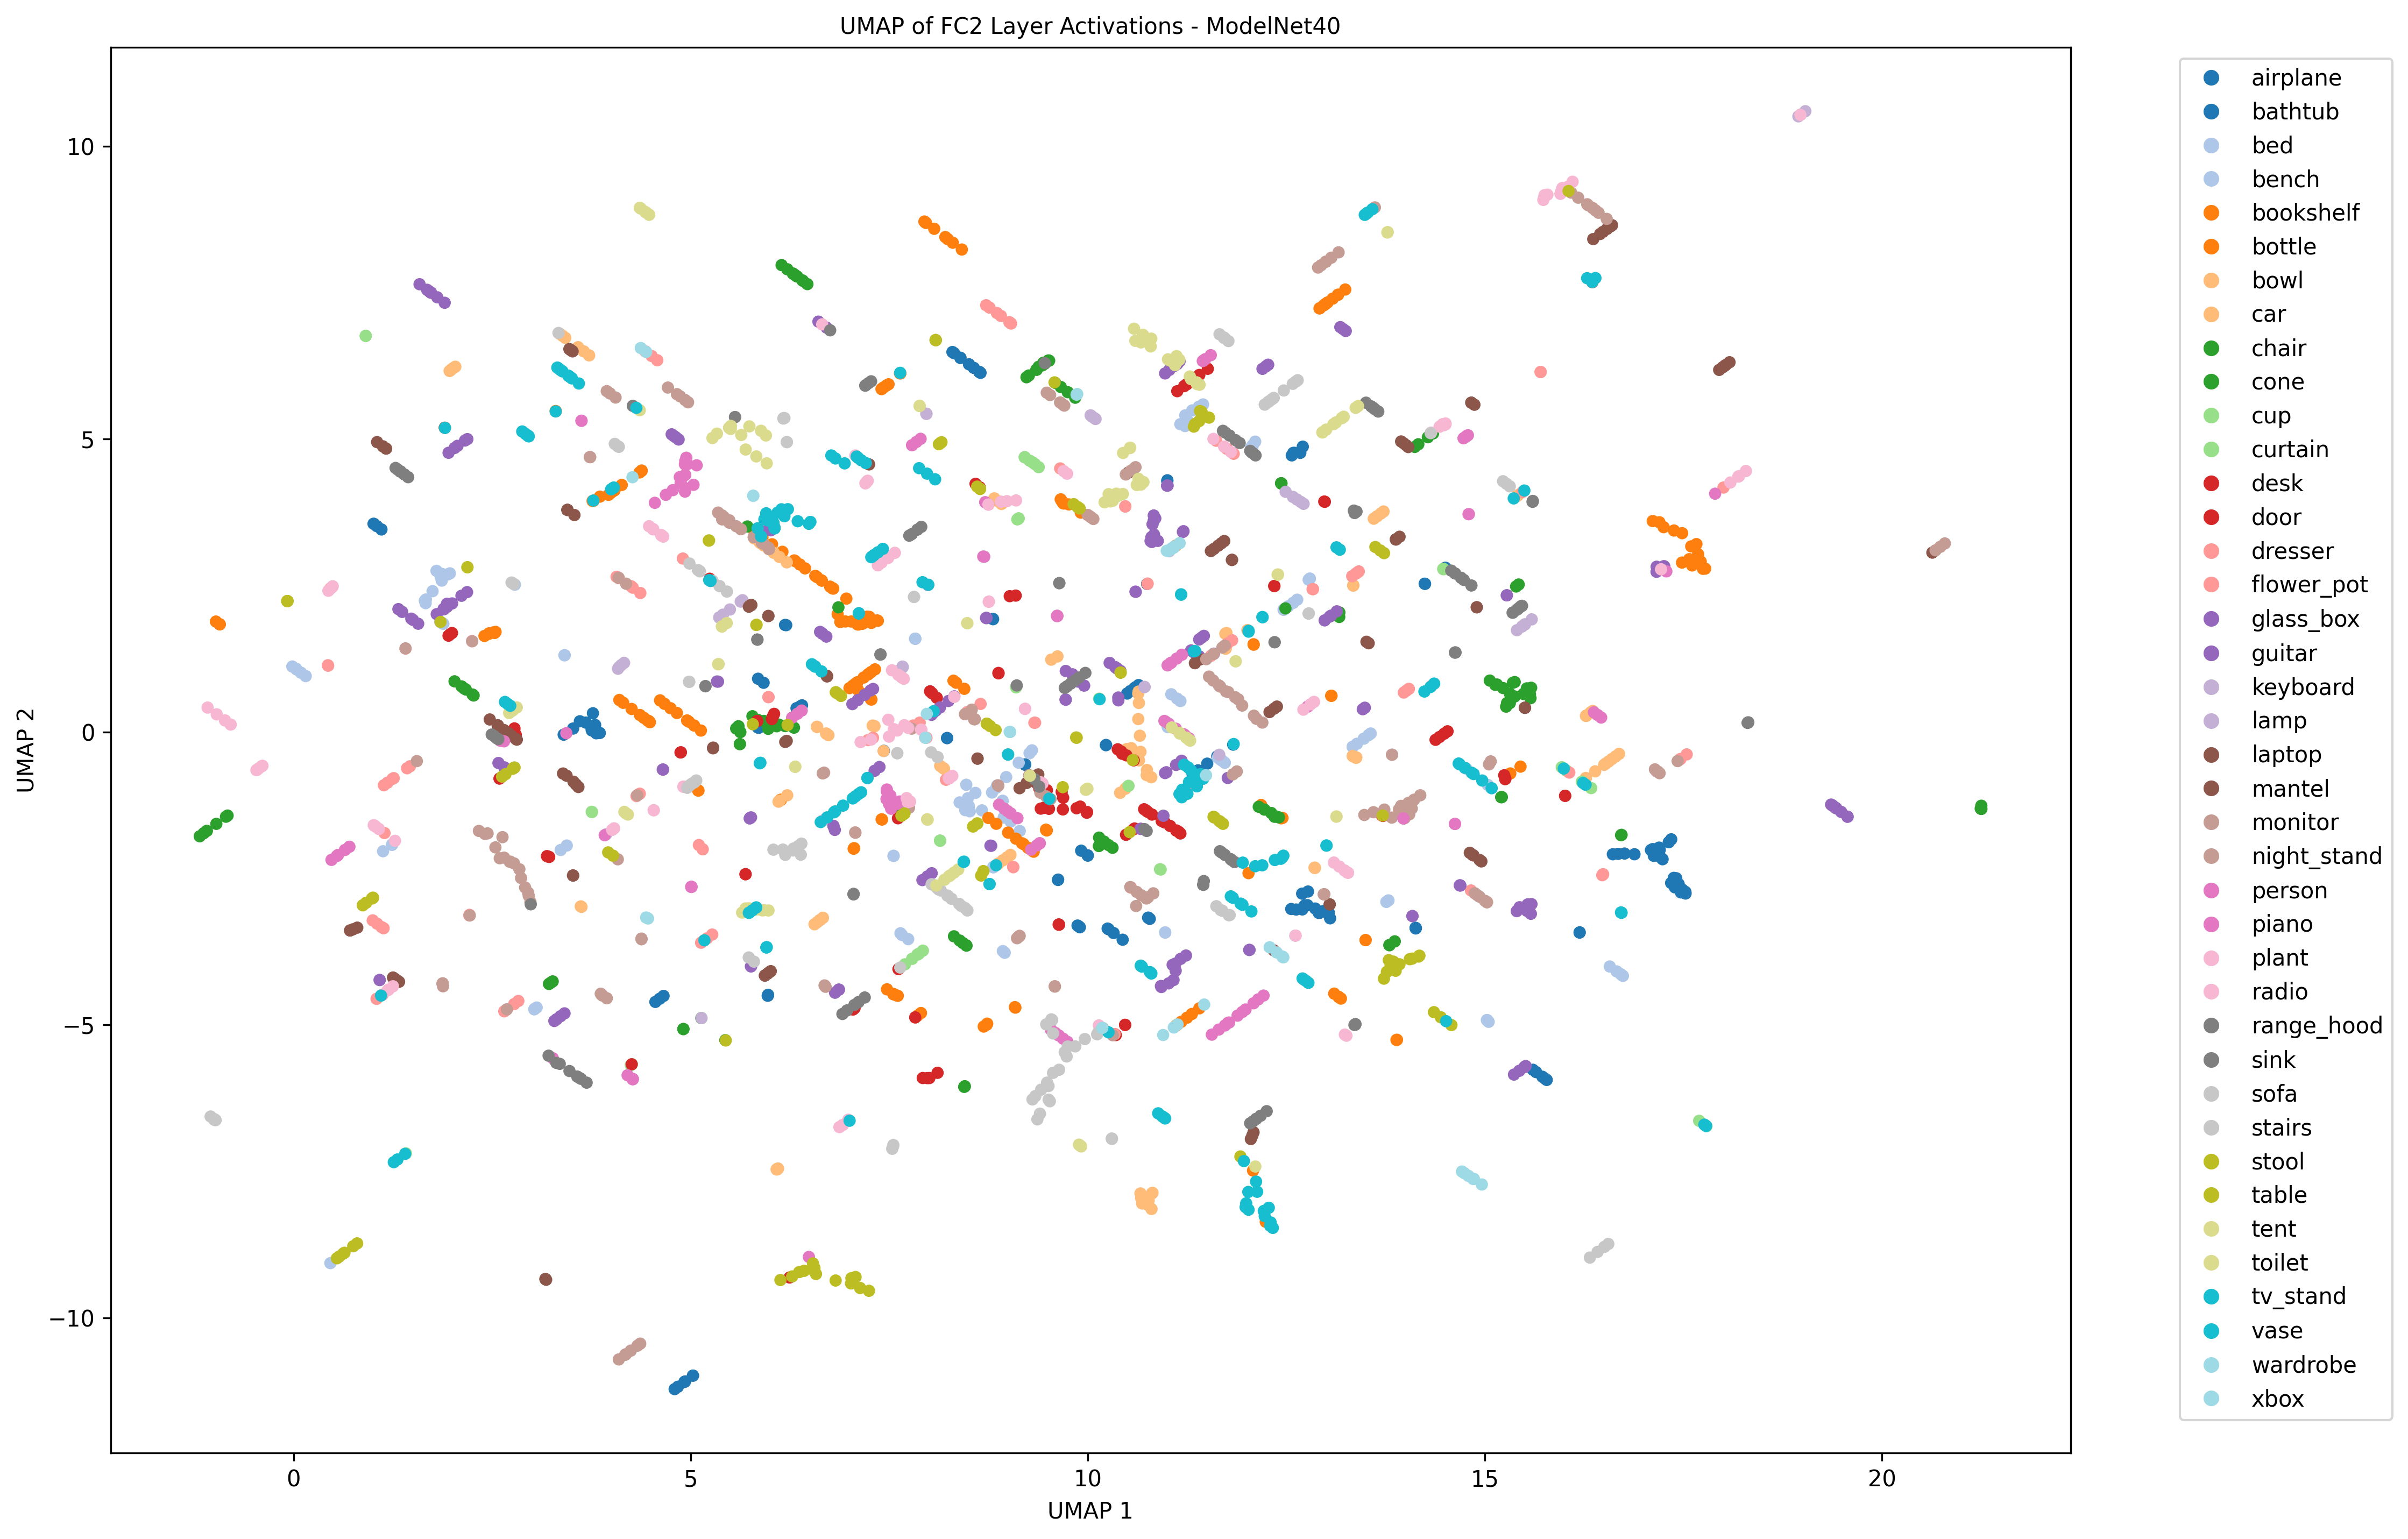 UMAP of FC2 Layer Activations - ModelNet40
UMAP 2
10
5
0
−5
−10
0
5
10
15
20
UMAP 1
airplane
bathtub
bed
bench
bookshelf
bottle
bowl
car
chair
cone
cup
curtain
desk
door
dresser
flower_pot
glass_box
guitar
keyboard
lamp
laptop
mantel
monitor
night_stand
person
piano
plant
radio
range_hood
sink
sofa
stairs
stool
table
tent
toilet
tv_stand
vase
wardrobe
xbox